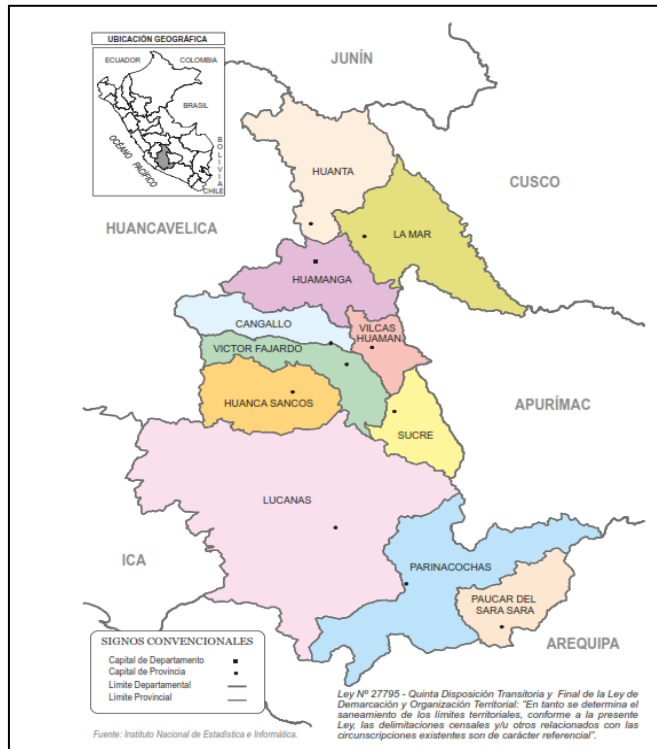 UBICACIÓN GEOGRÁFICA
ECUADOR
COLOMBIA
BRASIL
BOLIVIA
OCÉANO PACÍFICO
CHILE
JUNÍN
HUANTA
CUSCO
HUANCAVELICA
LA MAR
HUAMANGA
CANGALLO
VILCAS
HUAMAN
VICTOR FAJARDO
HUANCA SANCOS
APURÍMAC
SUCRE
LUCANAS
ICA
PARINACOCHAS
PAUCAR DEL
SARA SARA
AREQUIPA
SIGNOS CONVENCIONALES
Capital de Departamento
Capital de Provincia
Límite Departamental
Límite Provincial
Ley Nº 27795 - Quinta Disposición Transitoria y Final de la Ley de
Demarcación y Organización Territorial: "En tanto se determina el
saneamiento de los límites territoriales, conforme a la presente
Ley, las delimitaciones censales y/u otros relacionados con las
circunscripciones existentes son de carácter referencial".
Fuente: Instituto Nacional de Estadística e Informática.